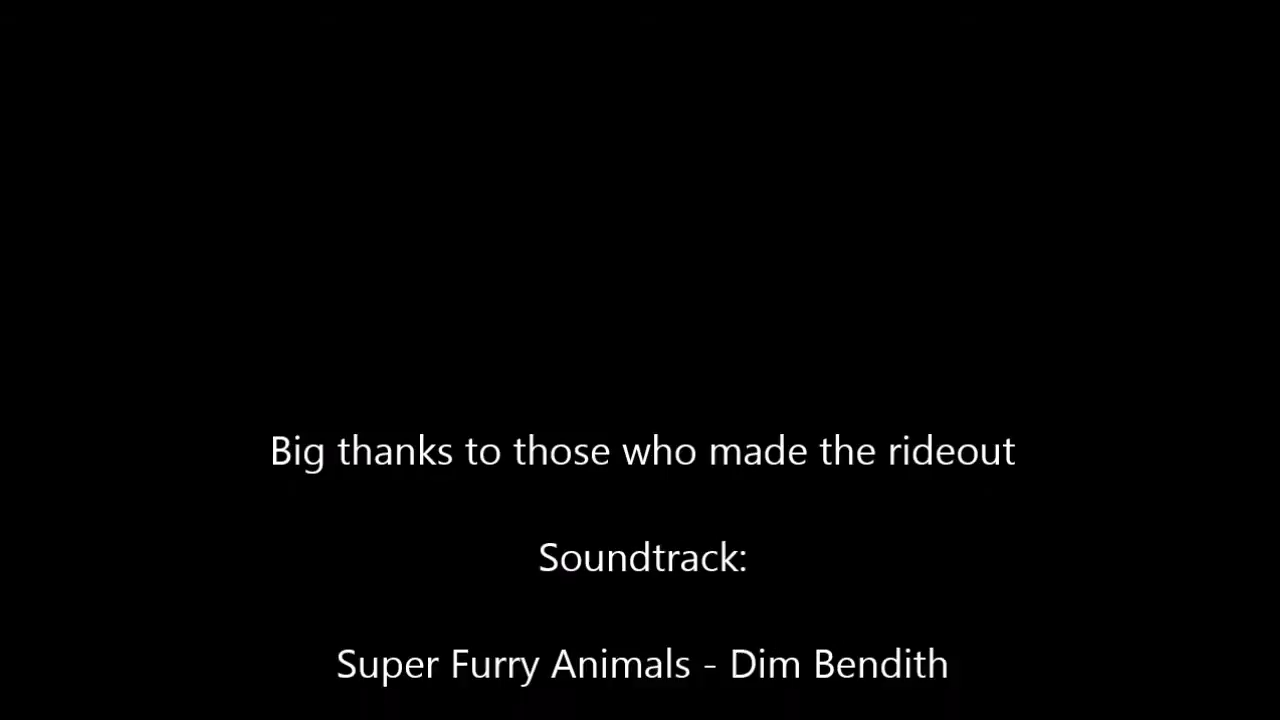 Big thanks to those who made the rideout
Soundtrack:
Super Furry Animals - Dim Bendith